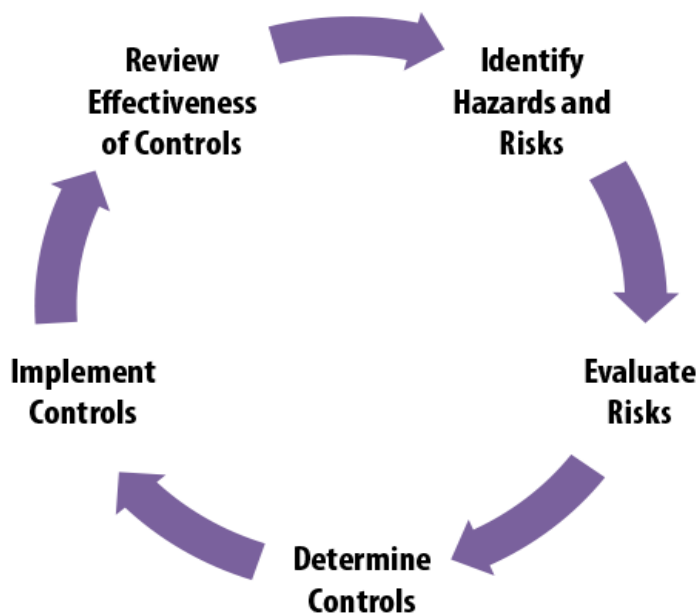 Review
Effectiveness
of Controls
Identify
Hazards and
Risks
Evaluate
Risks
Determine
Controls
Implement
Controls